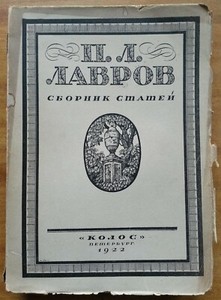 П. Л.
ЛАВРОВ
СБОРНИК СТАТЕЙ
«КОЛОС»
ПЕТЕРБУРГ
1922